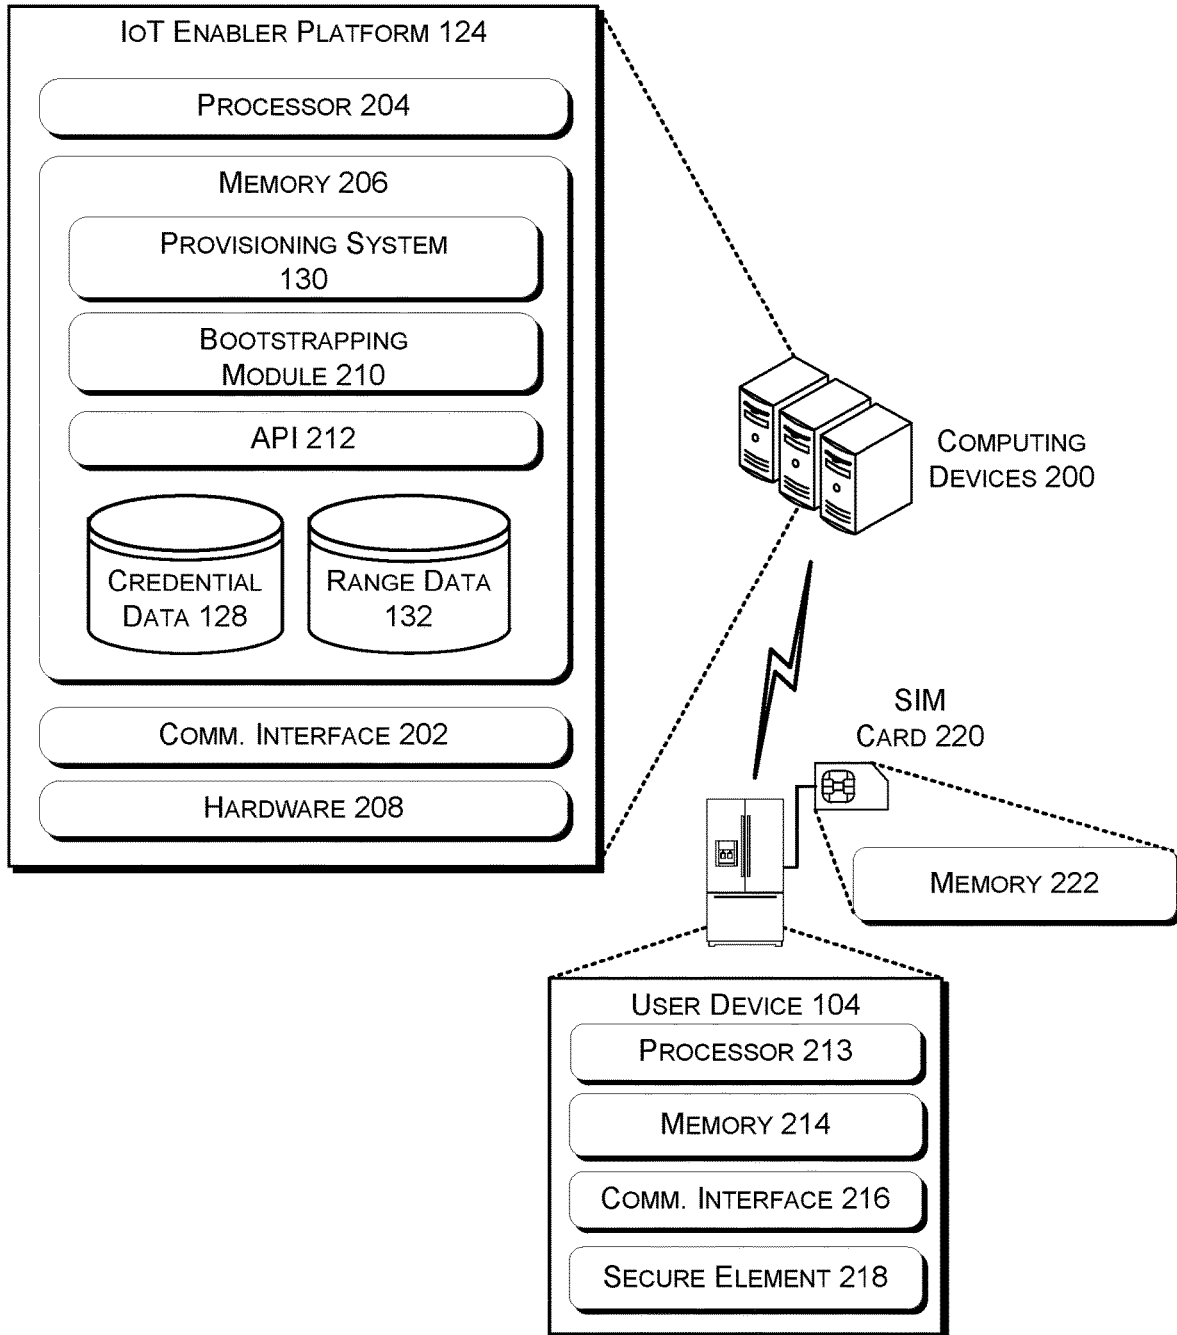 IOT ENABLER PLATFORM 124
PROCESSOR 204
MEMORY 206
PROVISIONING SYSTEM
130
BOOTSTRAPPING
MODULE 210
API 212
CREDENTIAL
DATA 128
RANGE DATA
132
COMM. INTERFACE 202
HARDWARE 208
COMPUTING
DEVICES 200
SIM
CARD 220
MEMORY 222
USER DEVICE 104
PROCESSOR 213
MEMORY 214
COMM. INTERFACE 216
SECURE ELEMENT 218